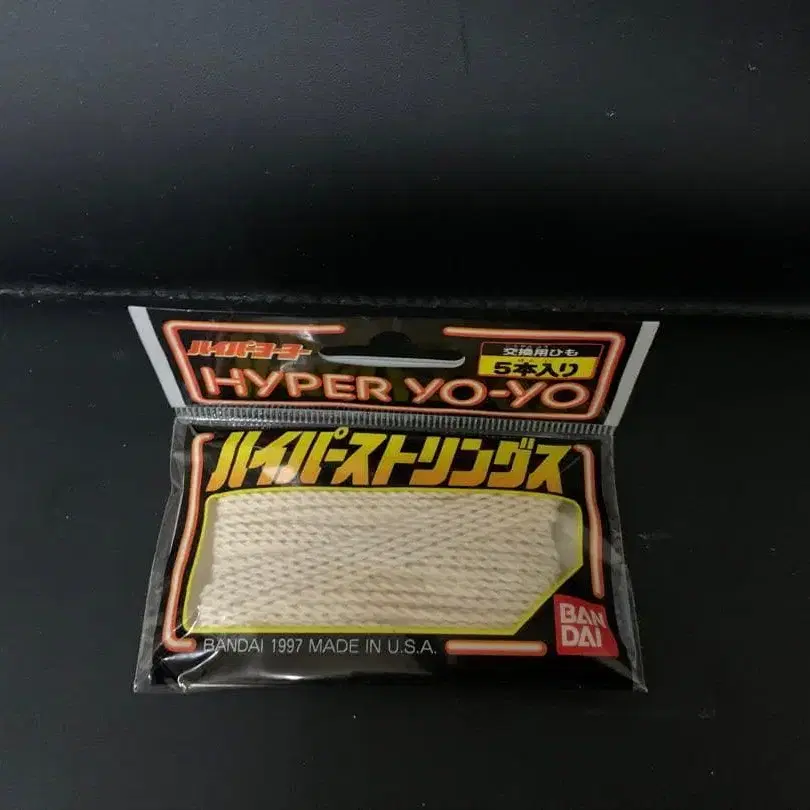 ハイパーヨーヨー
交換用ひも
5本入り
HYPER YO-YO
ハイパーストリングス
BANDAI 1997 MADE IN U.S.A.
BAN
DAI